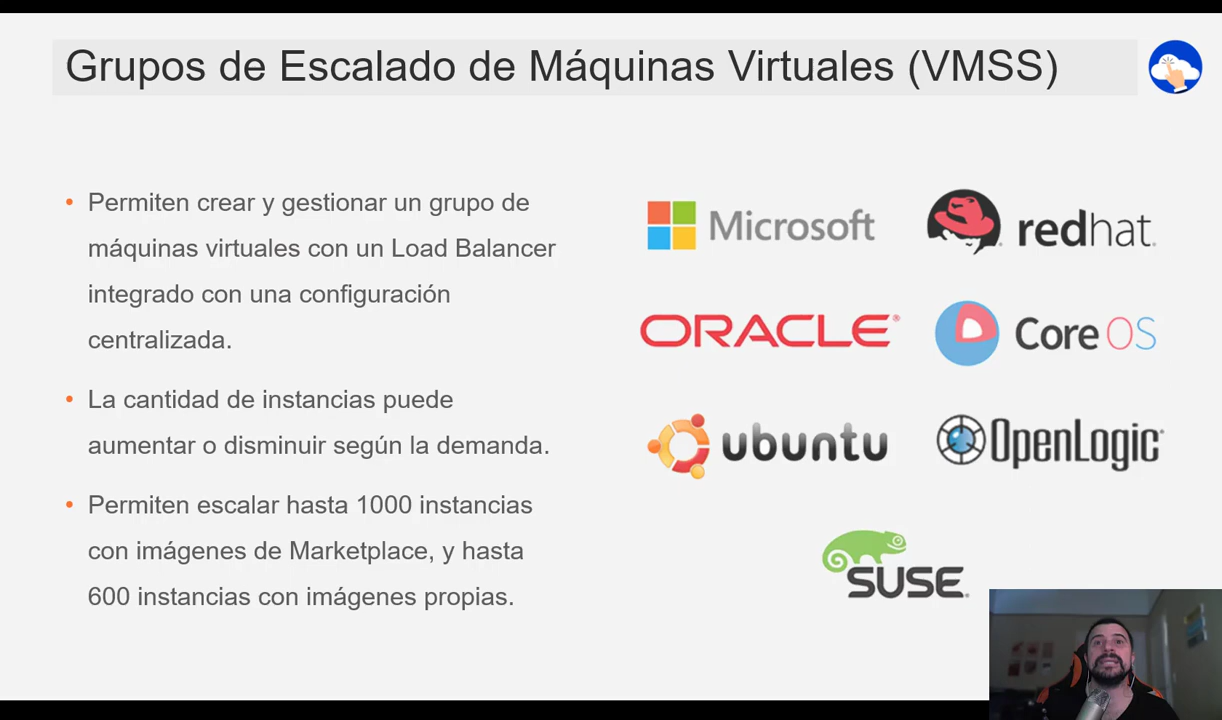 Grupos de Escalado de Máquinas Virtuales (VMSS)
• Permiten crear y gestionar un grupo de
máquinas virtuales con un Load Balancer
integrado con una configuración
centralizada.
• La cantidad de instancias puede
aumentar o disminuir según la demanda.
• Permiten escalar hasta 1000 instancias
con imágenes de Marketplace, y hasta
600 instancias con imágenes propias.
Microsoft
redhat.
ORACLE®
CoreOS
ubuntu
OpenLogic
SUSE